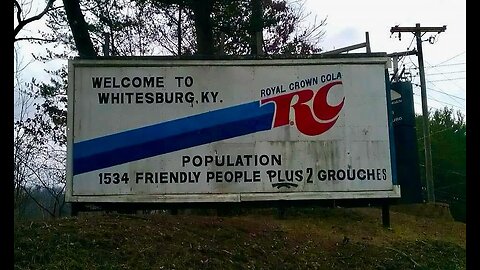 WELCOME TO
WHITESBURG, KY.
ROYAL CROWN COLA
RC
POPULATION
1534 FRIENDLY PEOPLE PLUS 2 GROUCHES